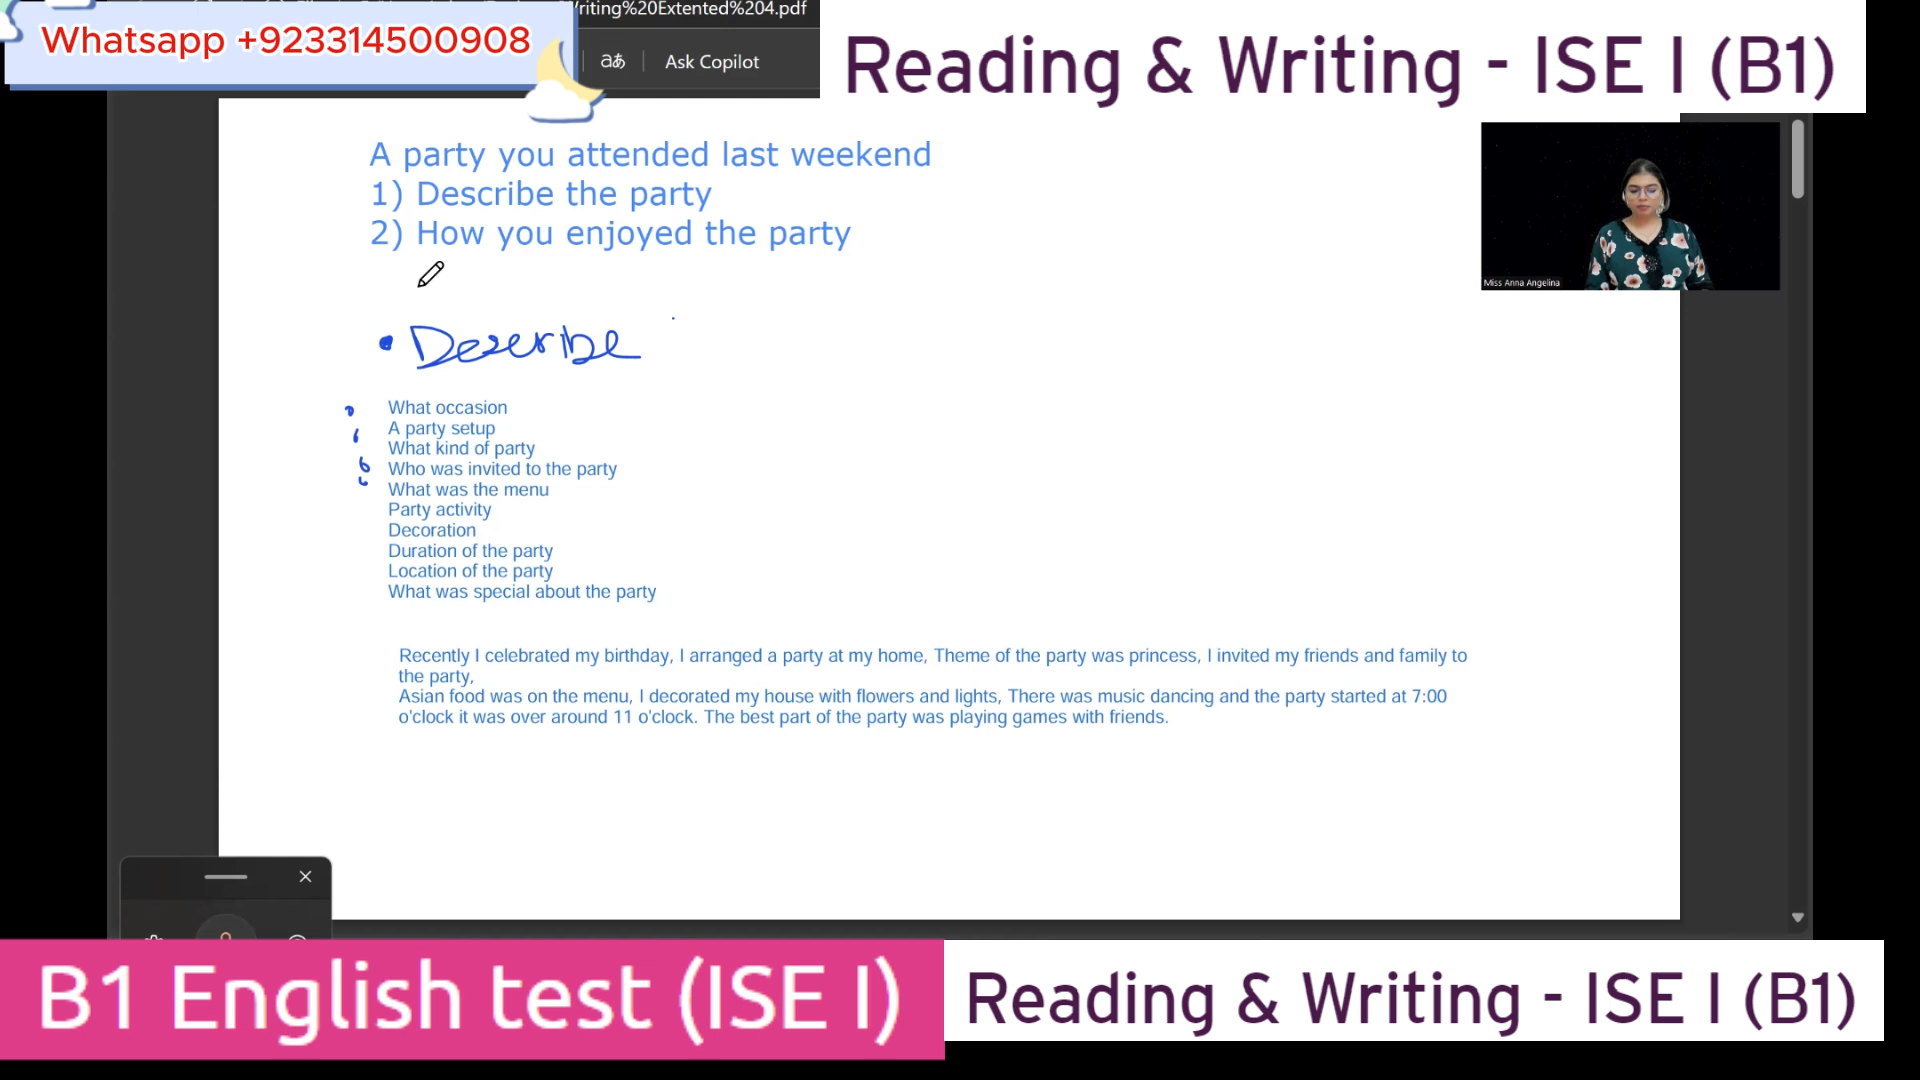 Whatsapp +923314500908
riting%20Extented%204.pdf
aあ Ask Copilot
Reading & Writing - ISE I (B1)
A party you attended last weekend
1) Describe the party
2) How you enjoyed the party
Miss Anna Angelina
• Describe
What occasion
A party setup
What kind of party
Who was invited to the party
What was the menu
Party activity
Decoration
Duration of the party
Location of the party
What was special about the party
Recently I celebrated my birthday, I arranged a party at my home, Theme of the party was princess, I invited my friends and family to
the party,
Asian food was on the menu, I decorated my house with flowers and lights, There was music dancing and the party started at 7:00
o'clock it was over around 11 o'clock. The best part of the party was playing games with friends.
B1 English test (ISE I)
Reading & Writing - ISE I (B1)